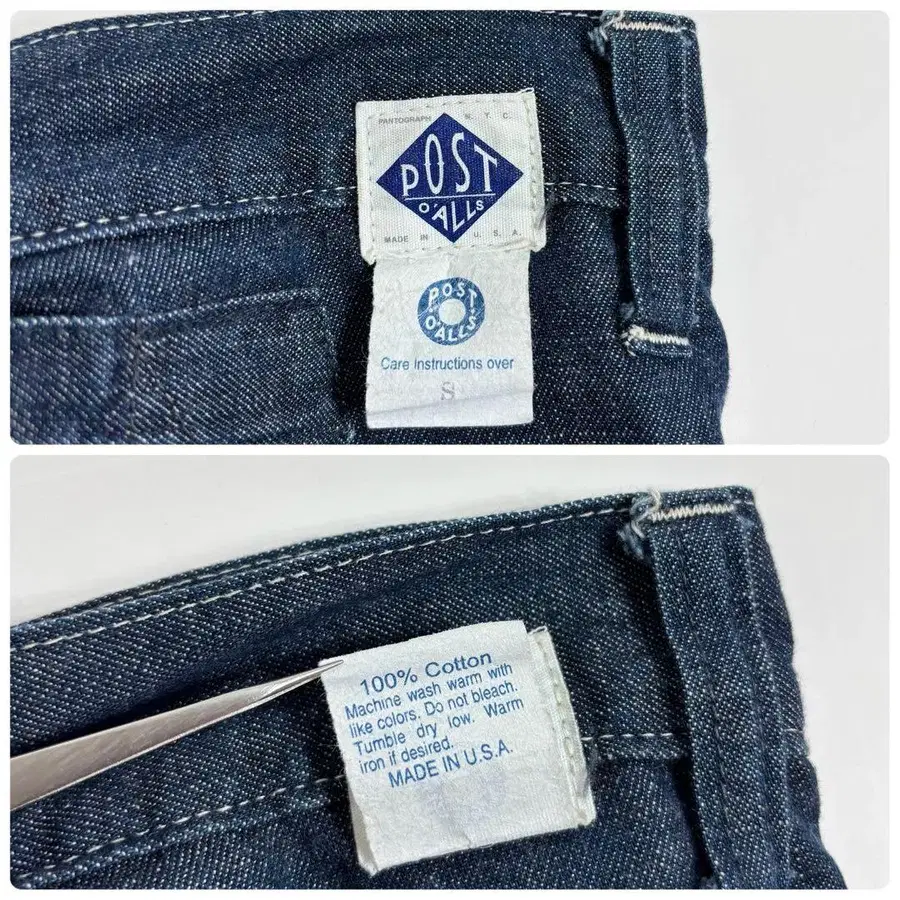 PANTOGRAPH N.Y.C.
POST
O'ALLS
MADE IN U.S.A.
POST
O'ALLS
Care Instructions over
S
100% Cotton
Machine wash warm with
like colors. Do not bleach.
Tumble dry low. Warm
iron if desired.
MADE IN U.S.A.